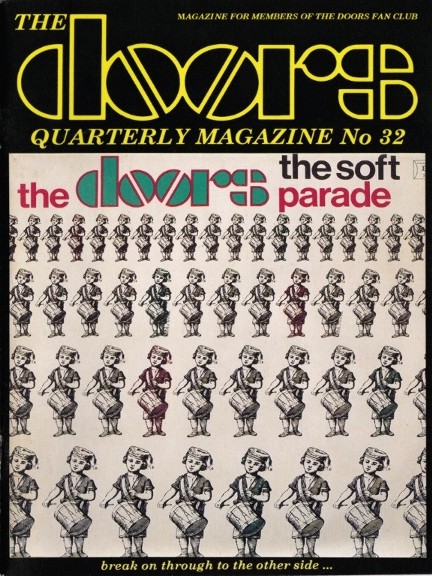 THE
MAGAZINE FOR MEMBERS OF THE DOORS FAN CLUB
doors
QUARTERLY MAGAZINE No 32
the doors the soft
parade
break on through to the other side ...